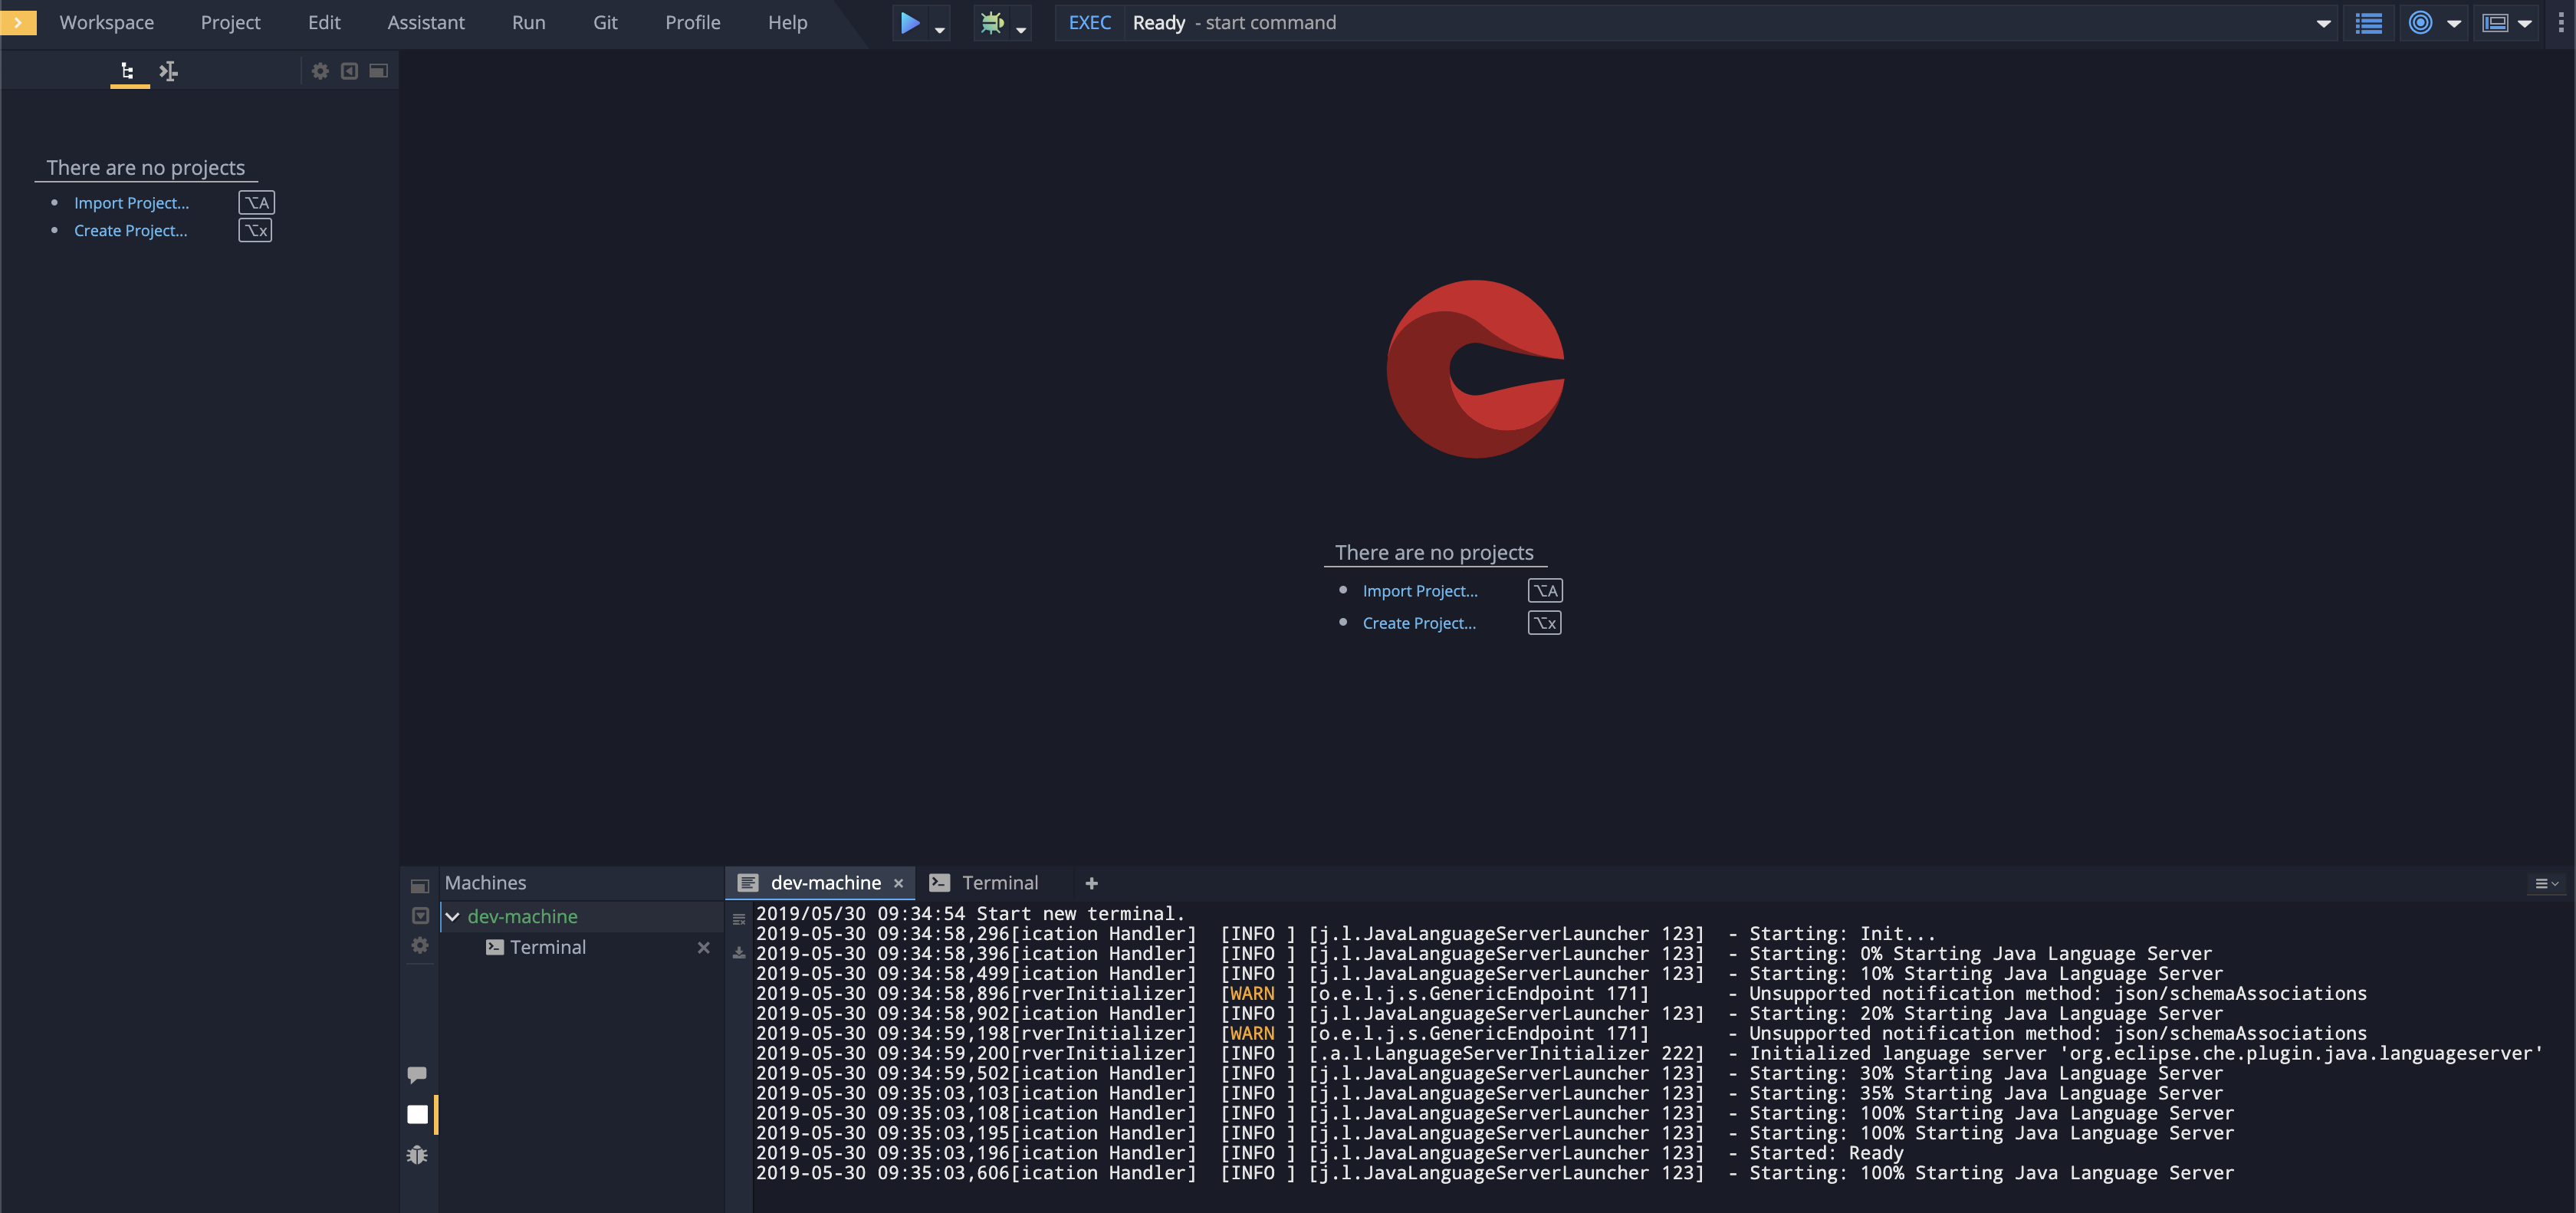 Workspace Project Edit Assistant Run Git Profile Help EXEC Ready - start command
There are no projects
Import Project... ⌥A
Create Project... ⌥x
There are no projects
Import Project... ⌥A
Create Project... ⌥x
Machines
dev-machine
Terminal
dev-machine × Terminal +
2019/05/30 09:34:54 Start new terminal.
2019-05-30 09:34:58,296[ication Handler]  [INFO ] [j.l.JavaLanguageServerLauncher 123]  - Starting: Init...
2019-05-30 09:34:58,396[ication Handler]  [INFO ] [j.l.JavaLanguageServerLauncher 123]  - Starting: 0% Starting Java Language Server
2019-05-30 09:34:58,499[ication Handler]  [INFO ] [j.l.JavaLanguageServerLauncher 123]  - Starting: 10% Starting Java Language Server
2019-05-30 09:34:58,896[rverInitializer]  [WARN ] [o.e.l.j.s.GenericEndpoint 171]       - Unsupported notification method: json/schemaAssociations
2019-05-30 09:34:58,902[ication Handler]  [INFO ] [j.l.JavaLanguageServerLauncher 123]  - Starting: 20% Starting Java Language Server
2019-05-30 09:34:59,198[rverInitializer]  [WARN ] [o.e.l.j.s.GenericEndpoint 171]       - Unsupported notification method: json/schemaAssociations
2019-05-30 09:34:59,200[rverInitializer]  [INFO ] [.a.l.LanguageServerInitializer 222]  - Initialized language server 'org.eclipse.che.plugin.java.languageserver'
2019-05-30 09:34:59,502[ication Handler]  [INFO ] [j.l.JavaLanguageServerLauncher 123]  - Starting: 30% Starting Java Language Server
2019-05-30 09:35:03,103[ication Handler]  [INFO ] [j.l.JavaLanguageServerLauncher 123]  - Starting: 35% Starting Java Language Server
2019-05-30 09:35:03,108[ication Handler]  [INFO ] [j.l.JavaLanguageServerLauncher 123]  - Starting: 100% Starting Java Language Server
2019-05-30 09:35:03,195[ication Handler]  [INFO ] [j.l.JavaLanguageServerLauncher 123]  - Starting: 100% Starting Java Language Server
2019-05-30 09:35:03,196[ication Handler]  [INFO ] [j.l.JavaLanguageServerLauncher 123]  - Started: Ready
2019-05-30 09:35:03,606[ication Handler]  [INFO ] [j.l.JavaLanguageServerLauncher 123]  - Starting: 100% Starting Java Language Server